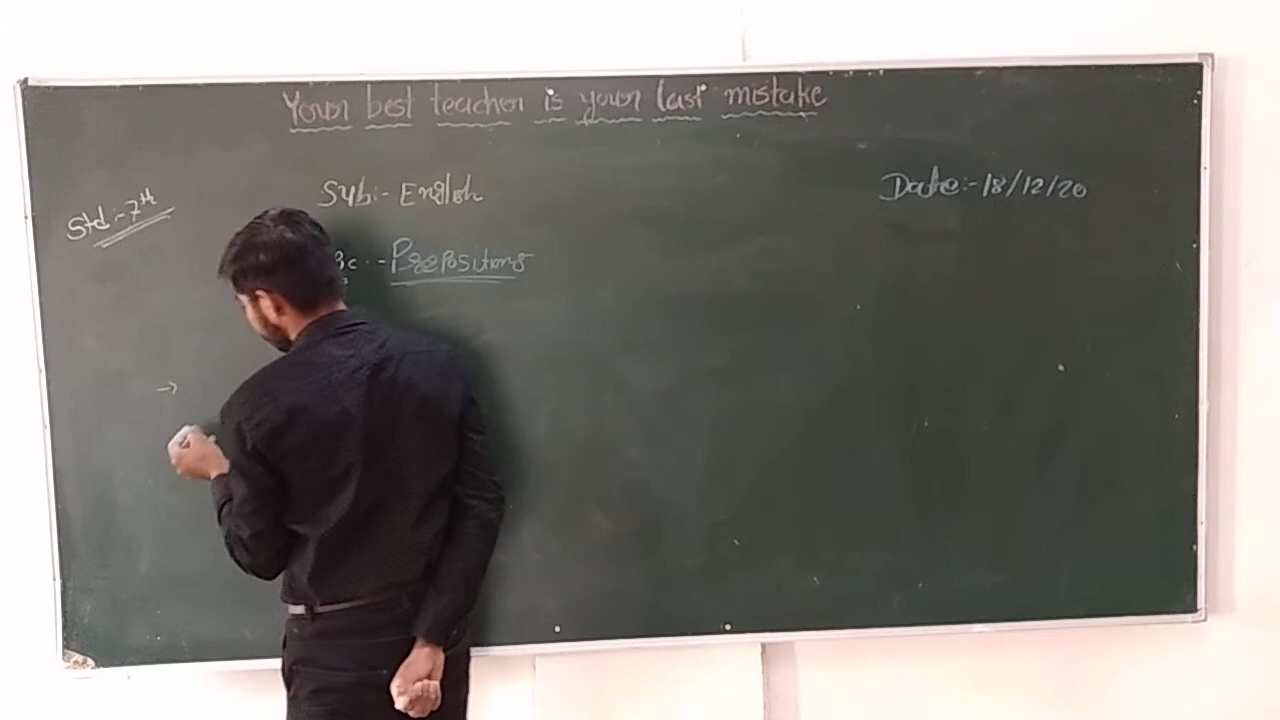 Your best teacher is your last mistake
Std:-7th
Sub:- English
Date:-18/12/20
:- Prepositions
→